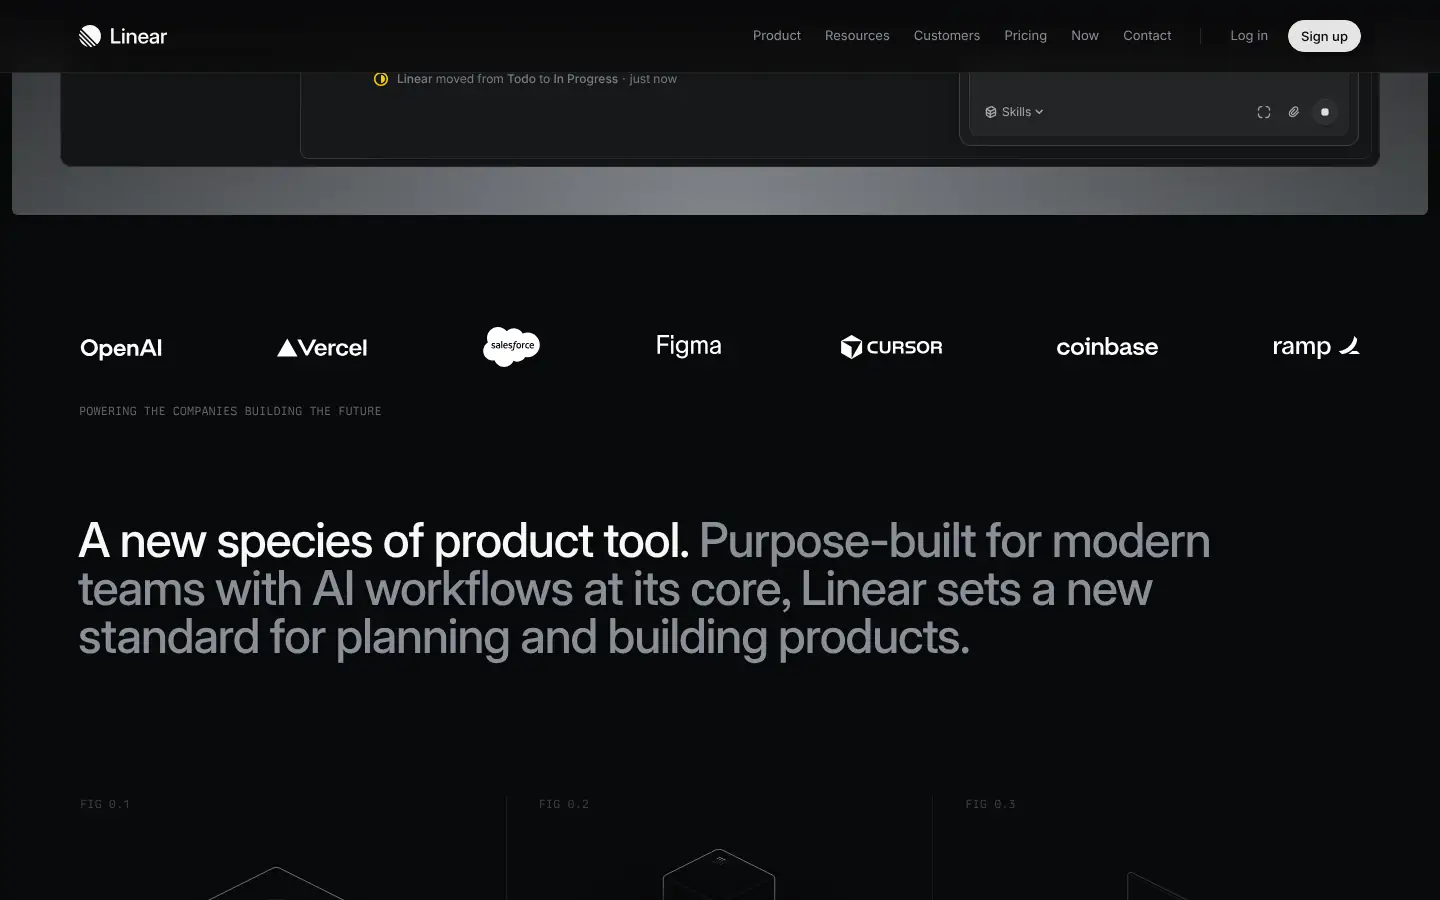 Linear
Product Resources Customers Pricing Now Contact Log in Sign up
Linear moved from Todo to In Progress · just now
Skills
OpenAI Vercel salesforce Figma CURSOR coinbase ramp
POWERING THE COMPANIES BUILDING THE FUTURE
A new species of product tool. Purpose-built for modern
teams with AI workflows at its core, Linear sets a new
standard for planning and building products.
FIG 0.1 FIG 0.2 FIG 0.3